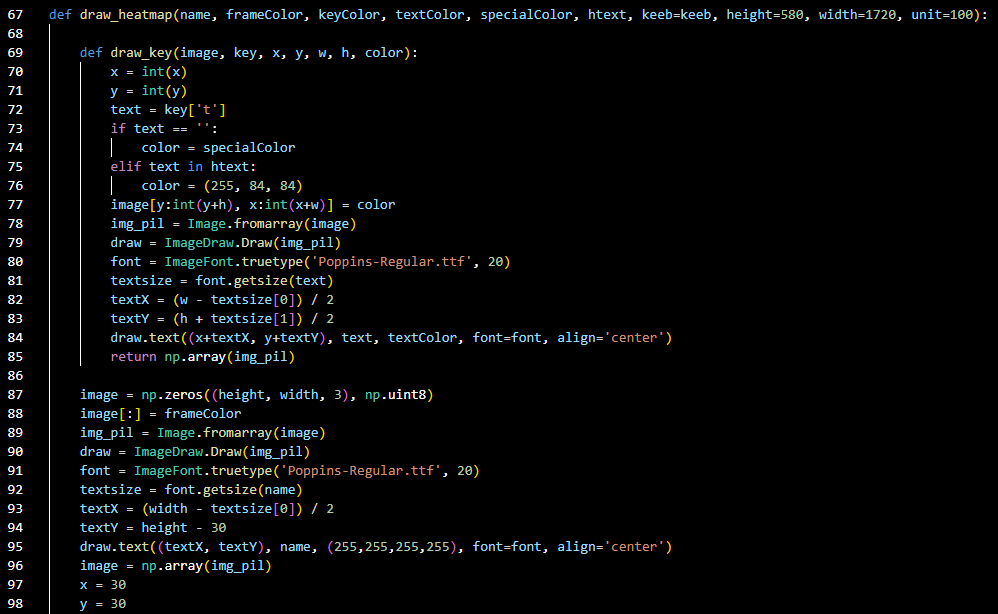 67 def draw_heatmap(name, frameColor, keyColor, textColor, specialColor, htext, keeb=keeb, height=580, width=1720, unit=100):
68
69     def draw_key(image, key, x, y, w, h, color):
70         x = int(x)
71         y = int(y)
72         text = key['t']
73         if text == '':
74             color = specialColor
75         elif text in htext:
76             color = (255, 84, 84)
77         image[y:int(y+h), x:int(x+w)] = color
78         img_pil = Image.fromarray(image)
79         draw = ImageDraw.Draw(img_pil)
80         font = ImageFont.truetype('Poppins-Regular.ttf', 20)
81         textsize = font.getsize(text)
82         textX = (w - textsize[0]) / 2
83         textY = (h + textsize[1]) / 2
84         draw.text((x+textX, y+textY), text, textColor, font=font, align='center')
85         return np.array(img_pil)
86
87     image = np.zeros((height, width, 3), np.uint8)
88     image[:] = frameColor
89     img_pil = Image.fromarray(image)
90     draw = ImageDraw.Draw(img_pil)
91     font = ImageFont.truetype('Poppins-Regular.ttf', 20)
92     textsize = font.getsize(name)
93     textX = (width - textsize[0]) / 2
94     textY = height - 30
95     draw.text((textX, textY), name, (255,255,255,255), font=font, align='center')
96     image = np.array(img_pil)
97     x = 30
98     y = 30